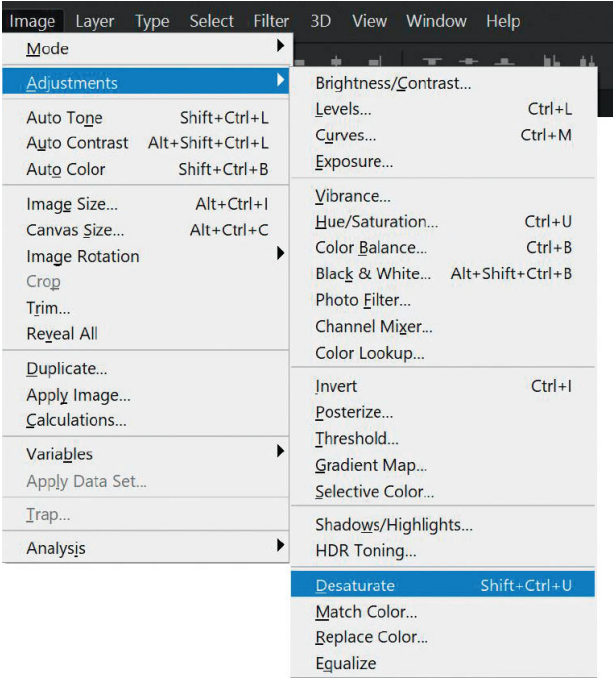 Image Layer Type Select Filter 3D View Window Help
Mode
Adjustments
Auto Tone Shift+Ctrl+L
Auto Contrast Alt+Shift+Ctrl+L
Auto Color Shift+Ctrl+B
Image Size... Alt+Ctrl+I
Canvas Size... Alt+Ctrl+C
Image Rotation
Crop
Trim...
Reveal All
Duplicate...
Apply Image...
Calculations...
Variables
Apply Data Set...
Trap...
Analysis
Brightness/Contrast...
Levels... Ctrl+L
Curves... Ctrl+M
Exposure...
Vibrance...
Hue/Saturation... Ctrl+U
Color Balance... Ctrl+B
Black & White... Alt+Shift+Ctrl+B
Photo Filter...
Channel Mixer...
Color Lookup...
Invert Ctrl+I
Posterize...
Threshold...
Gradient Map...
Selective Color...
Shadows/Highlights...
HDR Toning...
Desaturate Shift+Ctrl+U
Match Color...
Replace Color...
Equalize